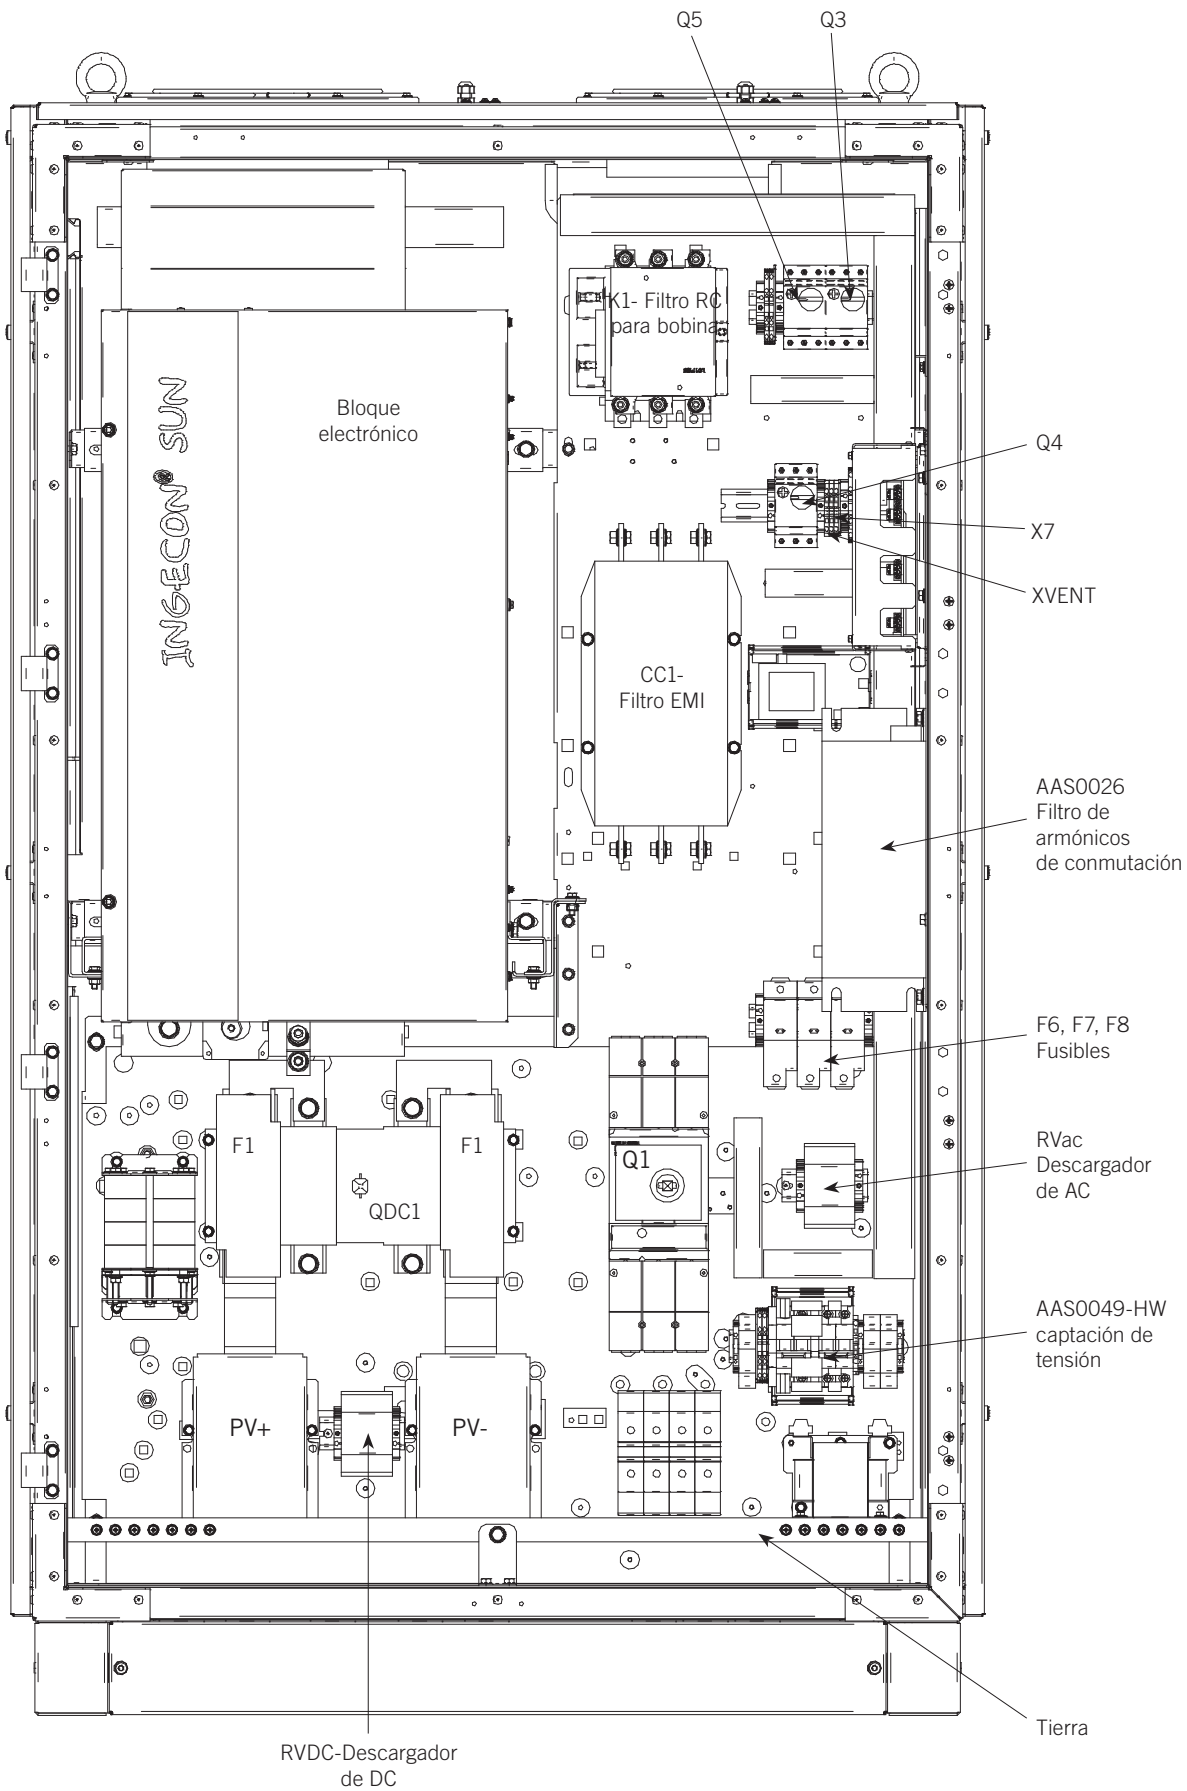 Q5
Q3
K1- Filtro RC
para bobina
Bloque
electrónico
INGECON® SUN
Q4
X7
XVENT
CC1-
Filtro EMI
AAS0026
Filtro de
armónicos
de conmutación
F6, F7, F8
Fusibles
F1
F1
Q1
QDC1
RVac
Descargador
de AC
AAS0049-HW
captación de
tensión
PV+
PV-
Tierra
RVDC-Descargador
de DC